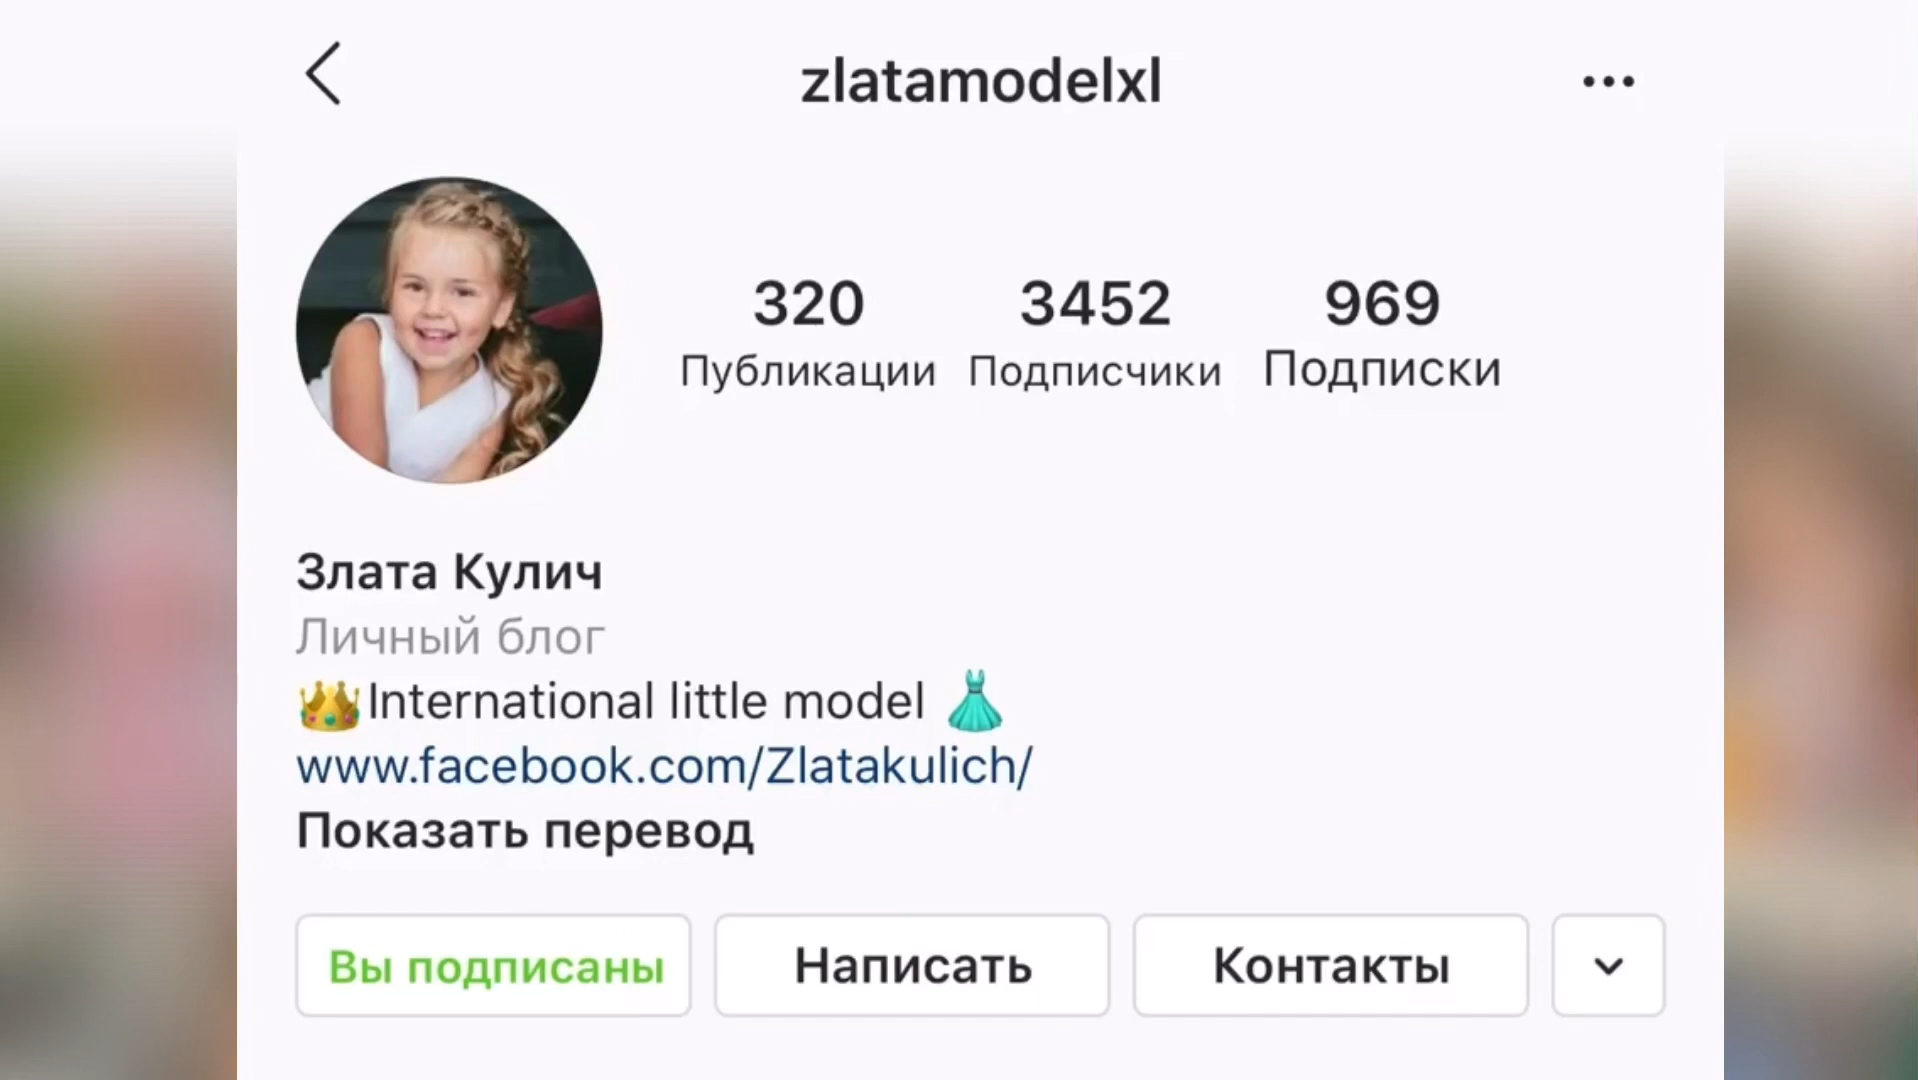 zlatamodelxl
320 3452 969
Публикации Подписчики Подписки
Злата Кулич
Личный блог
👑International little model 👗
www.facebook.com/Zlatakulich/
Показать перевод
Вы подписаны Написать Контакты